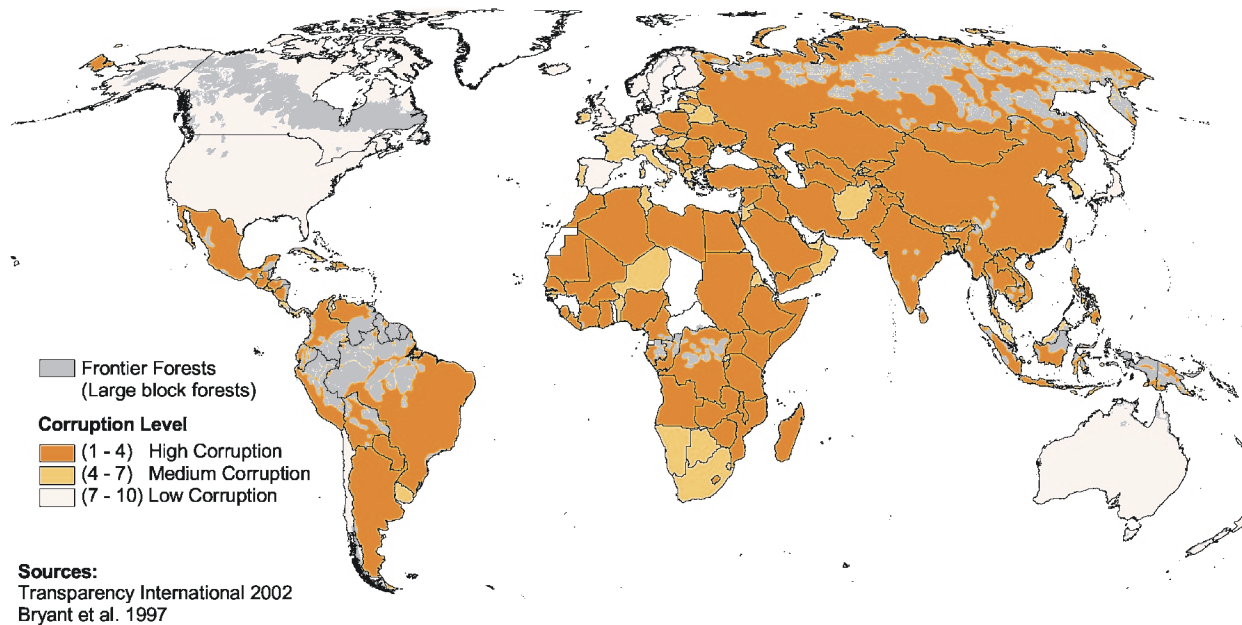 Frontier Forests
(Large block forests)
Corruption Level
(1 - 4) High Corruption
(4 - 7) Medium Corruption
(7 - 10) Low Corruption
Sources:
Transparency International 2002
Bryant et al. 1997